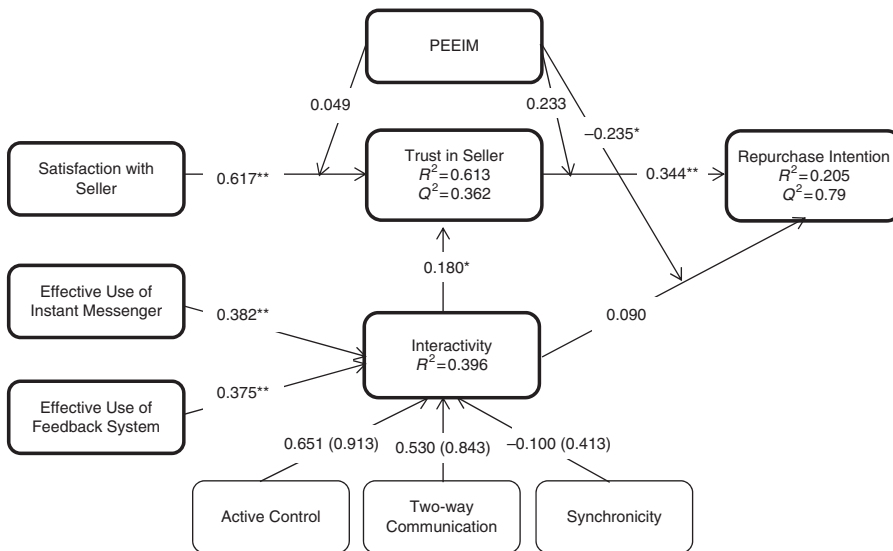 PEEIM
0.049
0.233
–0.235*
Satisfaction with
Seller
0.617**
Trust in Seller
R²=0.613
Q²=0.362
0.344**
Repurchase Intention
R²=0.205
Q²=0.79
0.180*
Effective Use of
Instant Messenger
0.382**
Interactivity
R²=0.396
0.090
Effective Use of
Feedback System
0.375**
0.651 (0.913)
0.530 (0.843)
–0.100 (0.413)
Active Control
Two-way
Communication
Synchronicity